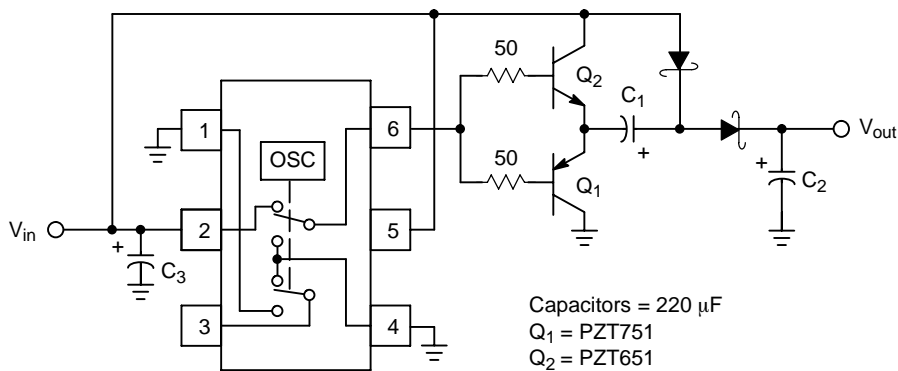 50
Q2
C1
+
1
6
OSC
50
Q1
Vout
+
C2
Vin
+
C3
2
5
3
4
Capacitors = 220 μF
Q1 = PZT751
Q2 = PZT651